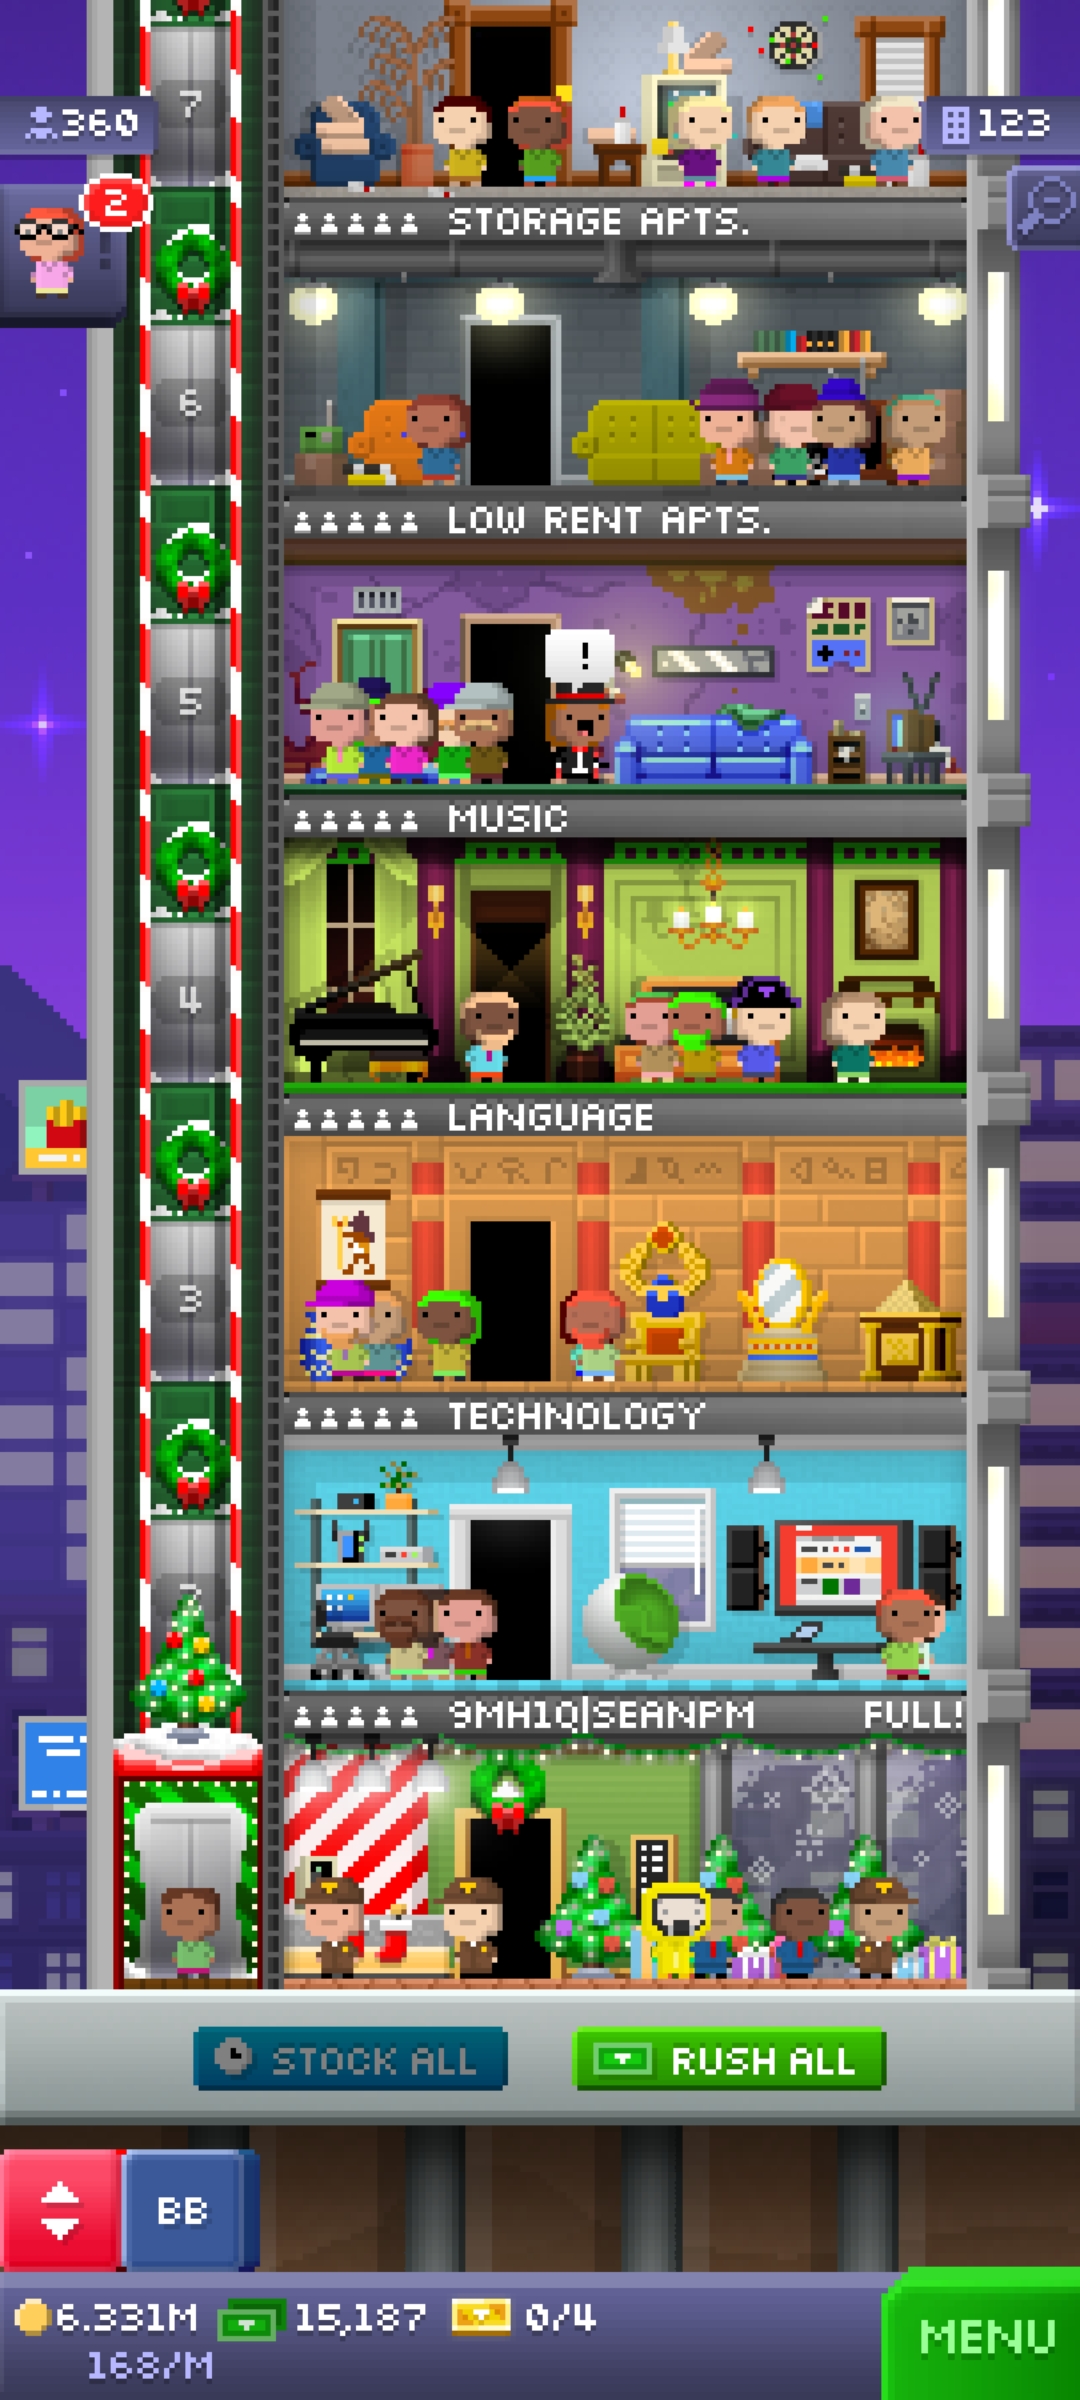 7
360
123
2
STORAGE APTS.
6
LOW RENT APTS.
!
5
MUSIC
4
LANGUAGE
3
TECHNOLOGY
9MH1Q|SEANPM FULL!
STOCK ALL
RUSH ALL
BB
6.331M 15,187 0/4
168/M
MENU